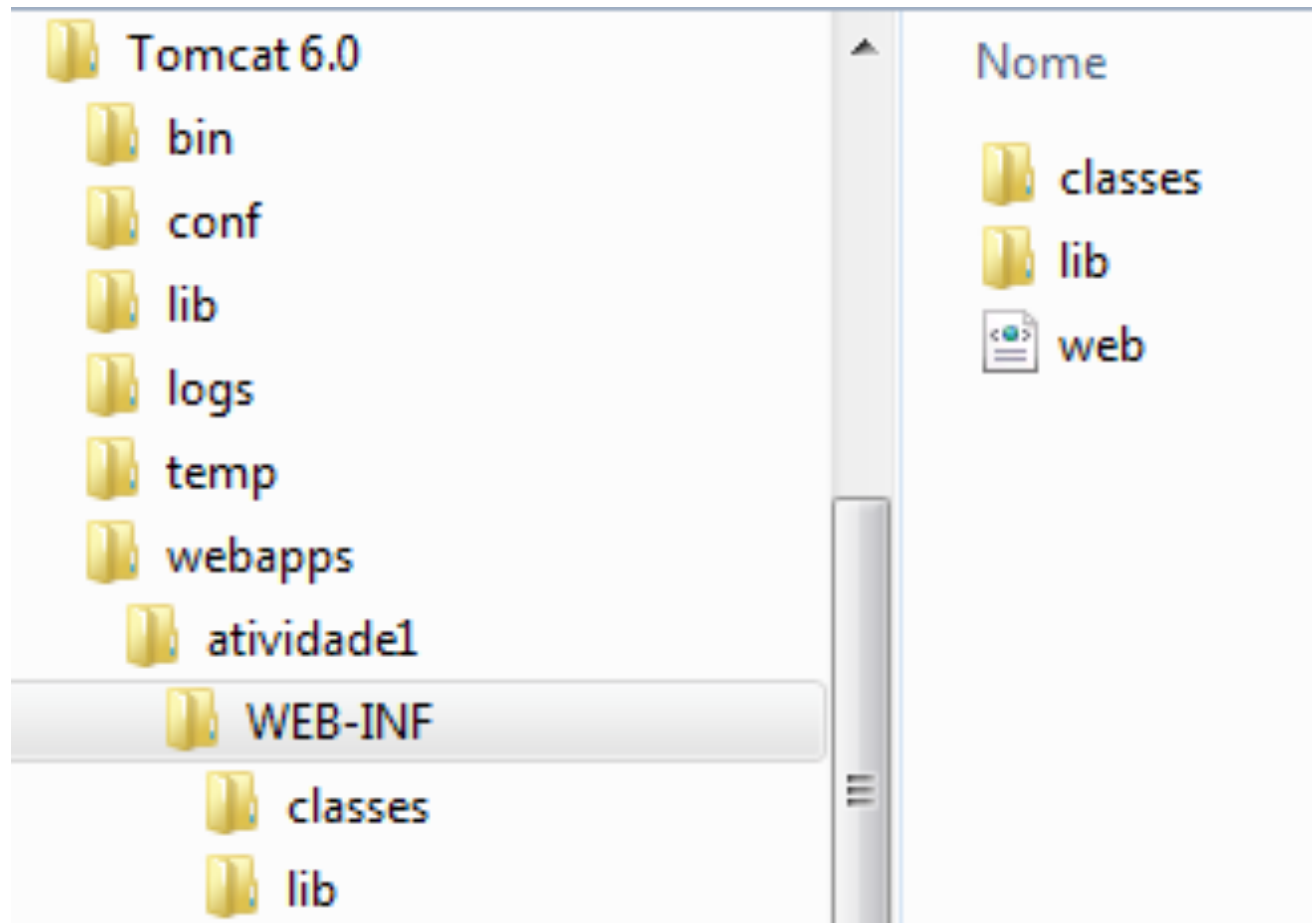 Tomcat 6.0
bin
conf
lib
logs
temp
webapps
atividade1
WEB-INF
classes
lib
Nome
classes
lib
web